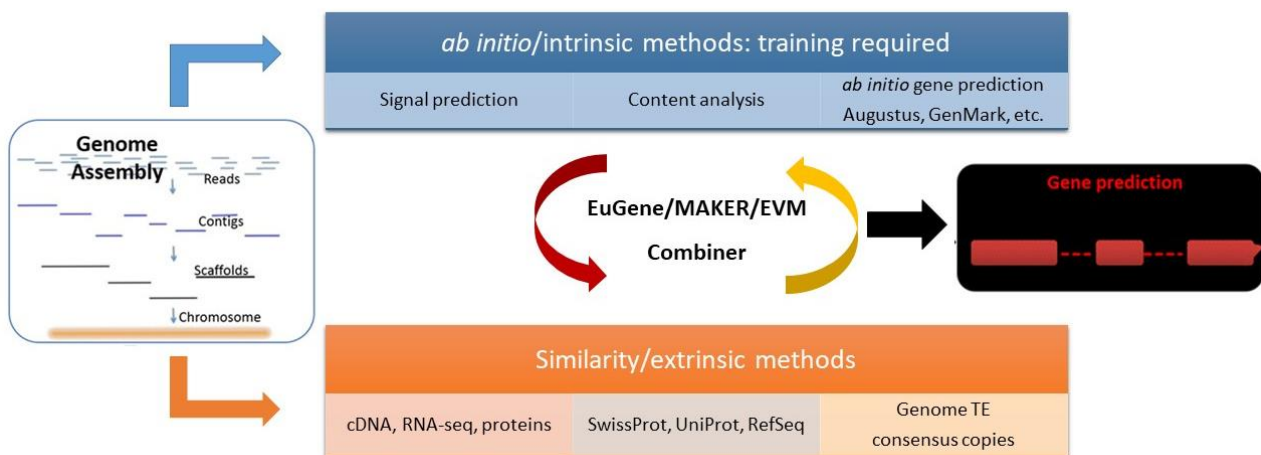 ab initio/intrinsic methods: training required
Signal prediction
Content analysis
ab initio gene prediction
Augustus, GenMark, etc.
Genome
Assembly
Reads
Contigs
Scaffolds
Chromosome
EuGene/MAKER/EVM
Combiner
Gene prediction
Similarity/extrinsic methods
cDNA, RNA-seq, proteins
SwissProt, UniProt, RefSeq
Genome TE
consensus copies